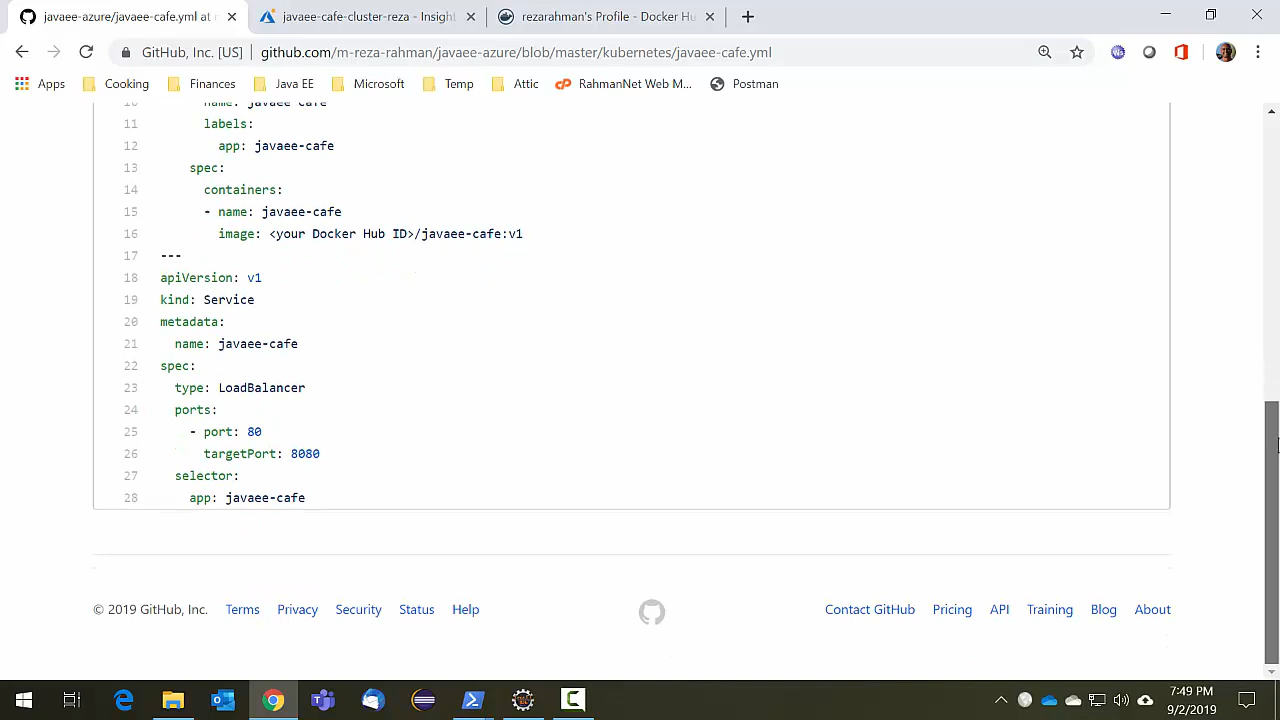 javaee-azure/javaee-cafe.yml at m
javaee-cafe-cluster-reza - Insight
rezarahman's Profile - Docker Hu
GitHub, Inc. [US]
github.com/m-reza-rahman/javaee-azure/blob/master/kubernetes/javaee-cafe.yml
Apps
Cooking
Finances
Java EE
Microsoft
Temp
Attic
RahmanNet Web M...
Postman
10 name: javaee-cafe
11 labels:
12 app: javaee-cafe
13 spec:
14 containers:
15 - name: javaee-cafe
16 image: <your Docker Hub ID>/javaee-cafe:v1
17 ---
18 apiVersion: v1
19 kind: Service
20 metadata:
21 name: javaee-cafe
22 spec:
23 type: LoadBalancer
24 ports:
25 - port: 80
26 targetPort: 8080
27 selector:
28 app: javaee-cafe
© 2019 GitHub, Inc.
Terms
Privacy
Security
Status
Help
Contact GitHub
Pricing
API
Training
Blog
About
7:49 PM
9/2/2019